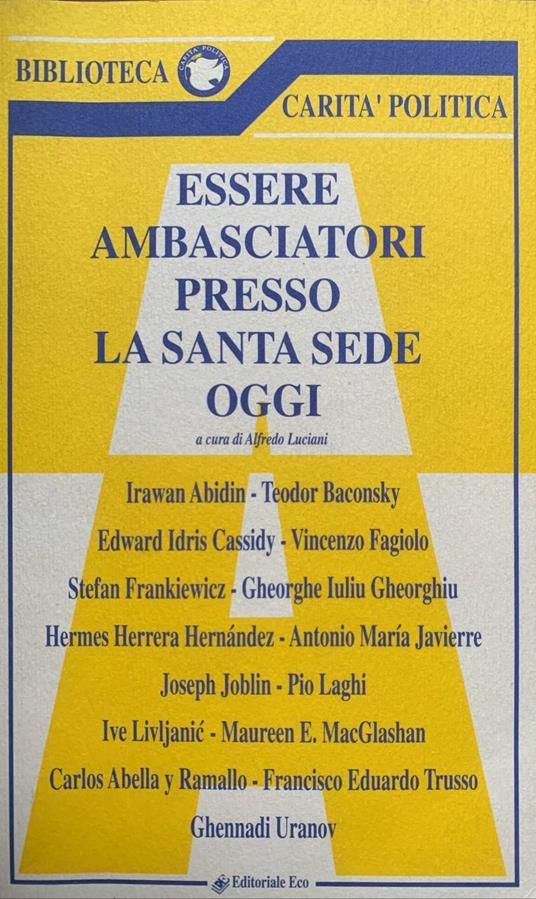 BIBLIOTECA
CARITA' POLITICA
CARITA' POLITICA
ESSERE
AMBASCIATORI
PRESSO
LA SANTA SEDE
OGGI
a cura di Alfredo Luciani
Irawan Abidin - Teodor Baconsky
Edward Idris Cassidy - Vincenzo Fagiolo
Stefan Frankiewicz - Gheorghe Iuliu Gheorghiu
Hermes Herrera Hernández - Antonio María Javierre
Joseph Joblin - Pio Laghi
Ive Livljanić - Maureen E. MacGlashan
Carlos Abella y Ramallo - Francisco Eduardo Trusso
Ghennadi Uranov
Editoriale Eco